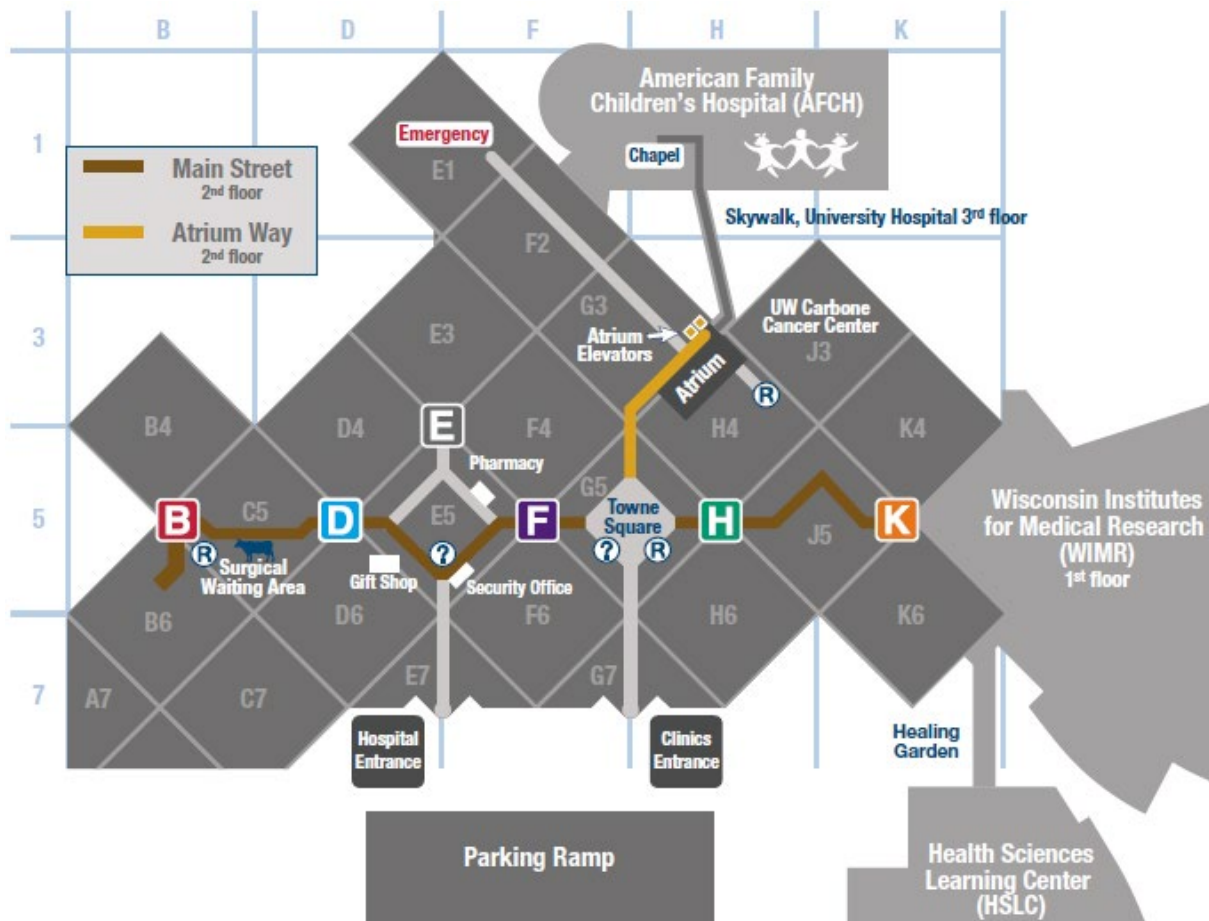 B D F H K
American Family
Children's Hospital (AFCH)
1
Emergency
Chapel
E1
Main Street
2nd floor
Atrium Way
2nd floor
Skywalk, University Hospital 3rd floor
F2
G3
UW Carbone
Cancer Center
J3
3
E3
Atrium
Elevators
Atrium
R
B4
D4
E
F4
H4
K4
Pharmacy
G5
C5
5
B
D
E5
F
Towne
Square
H
J5
K
R
?
? R
Surgical
Waiting Area
Gift Shop
Security Office
Wisconsin Institutes
for Medical Research
(WIMR)
1st floor
B6
D6
F6
H6
K6
7
A7
C7
E7
G7
Hospital
Entrance
Clinics
Entrance
Healing
Garden
Parking Ramp
Health Sciences
Learning Center
(HSLC)